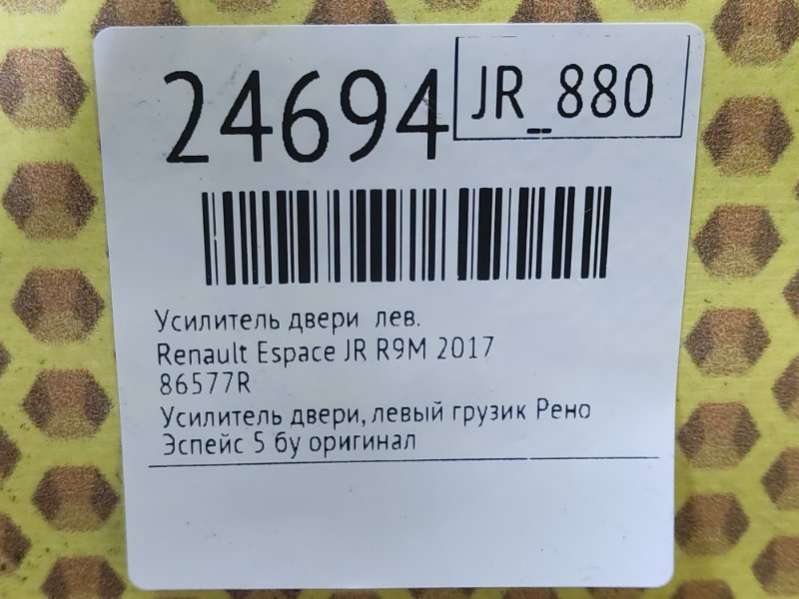 24694
JR_880
Усилитель двери лев.
Renault Espace JR R9M 2017
86577R
Усилитель двери, левый грузик Рено
Эспейс 5 бу оригинал